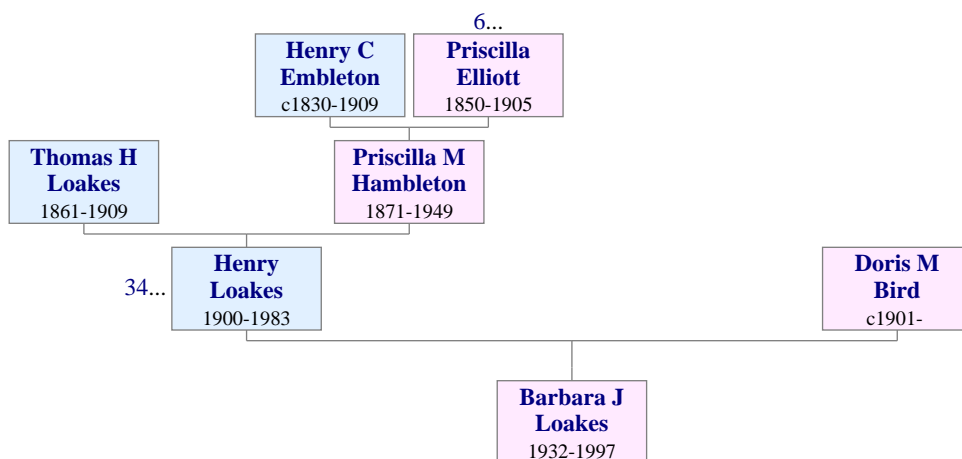 6...
Henry C
Embleton
c1830-1909
Priscilla
Elliott
1850-1905
Thomas H
Loakes
1861-1909
Priscilla M
Hambleton
1871-1949
34...
Henry
Loakes
1900-1983
Doris M
Bird
c1901-
Barbara J
Loakes
1932-1997